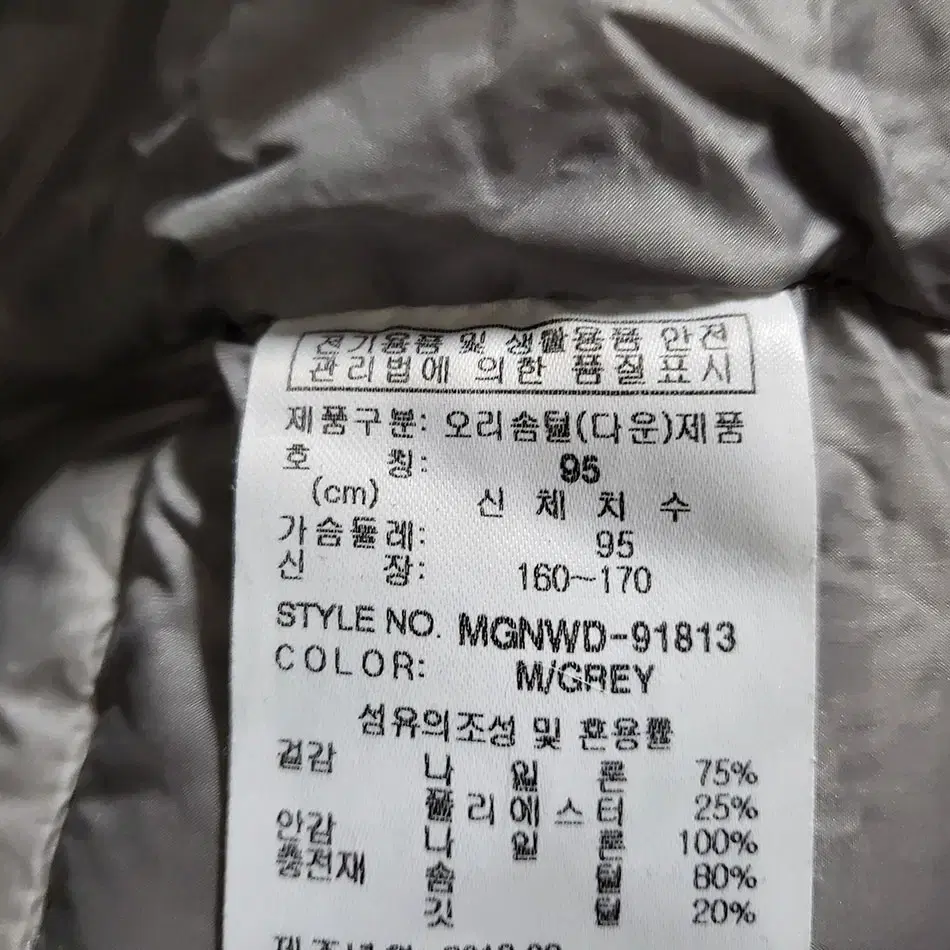 전기용품 및 생활용품 안전
관리법에 의한 품질표시
제품구분: 오리솜털(다운)제품
호 칭: 95
(cm) 신 체 치 수
가슴둘레: 95
신 장: 160~170
STYLE NO. MGNWD-91813
COLOR: M/GREY
섬유의조성 및 혼용률
겉감 나 일 론 75%
폴 리 에 스 터 25%
안감 나 일 론 100%
충전재 솜 털 80%
깃 털 20%